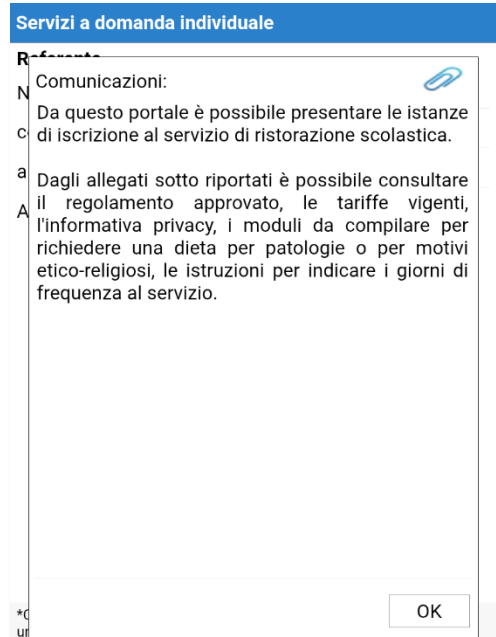 Servizi a domanda individuale
Comunicazioni:
Da questo portale è possibile presentare le istanze
di iscrizione al servizio di ristorazione scolastica.
Dagli allegati sotto riportati è possibile consultare
il regolamento approvato, le tariffe vigenti,
l'informativa privacy, i moduli da compilare per
richiedere una dieta per patologie o per motivi
etico-religiosi, le istruzioni per indicare i giorni di
frequenza al servizio.
OK